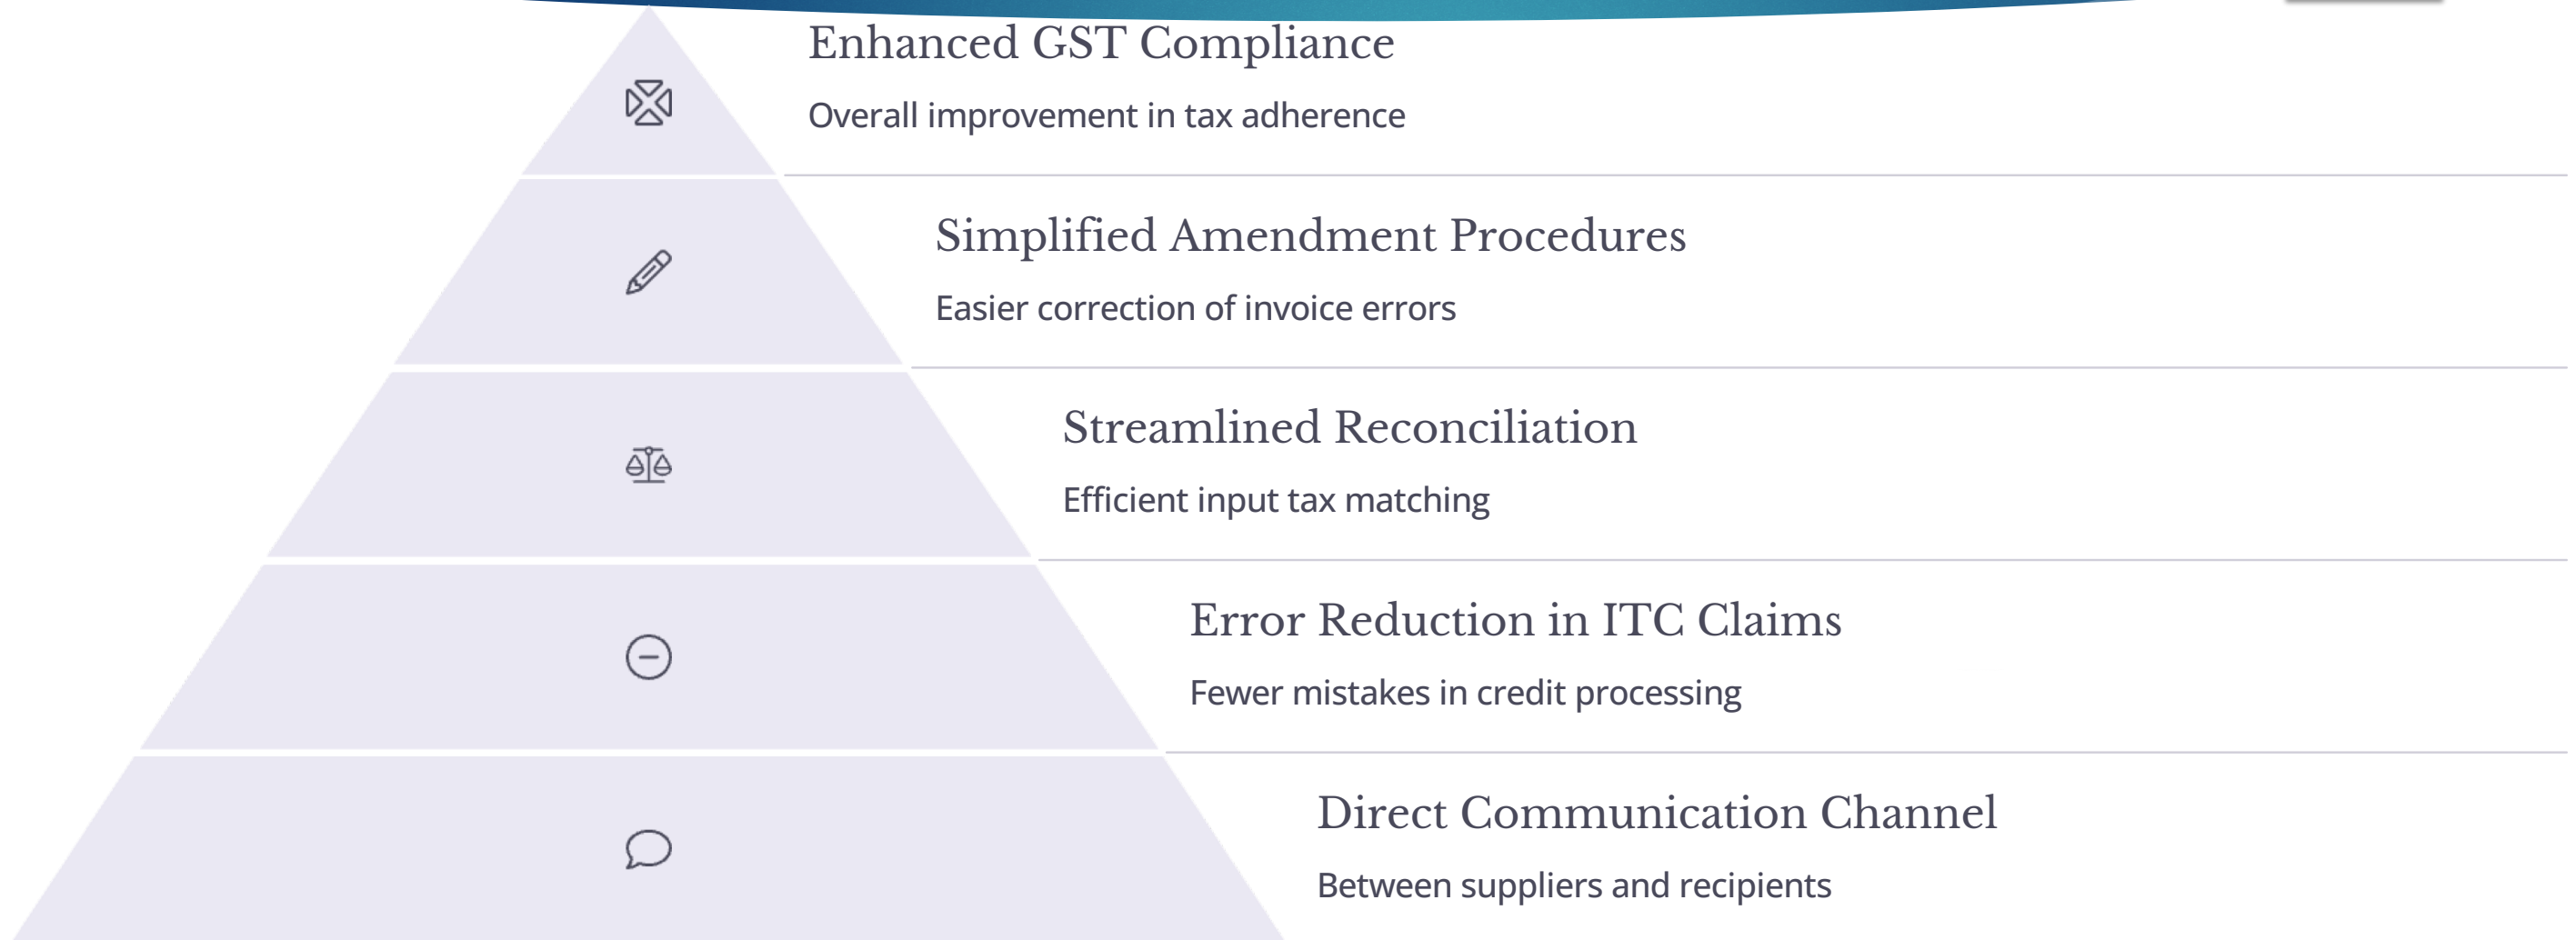 Enhanced GST Compliance
Overall improvement in tax adherence
Simplified Amendment Procedures
Easier correction of invoice errors
Streamlined Reconciliation
Efficient input tax matching
Error Reduction in ITC Claims
Fewer mistakes in credit processing
Direct Communication Channel
Between suppliers and recipients